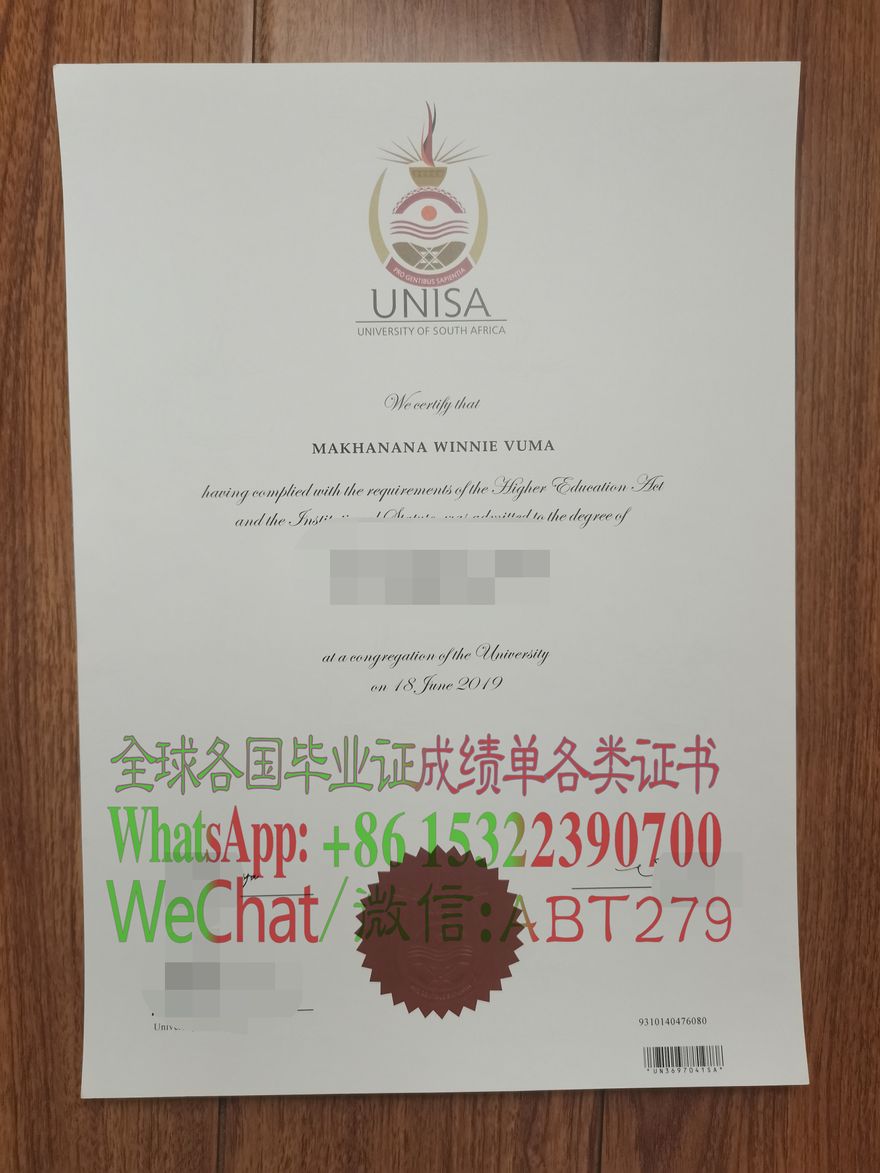 PRO GENTIBUS SAPIENTIA
UNISA
UNIVERSITY OF SOUTH AFRICA
We certify that
MAKHANANA WINNIE VUMA
having complied with the requirements of the Higher Education Act
and the admitted to the degree of
at a congregation of the University
on 18 June 2019
全球各国毕业证成绩单各类证书
WhatsApp: +86 15322390700
WeChat/微信:ABT279
9310140476080
*UN3697041SA*